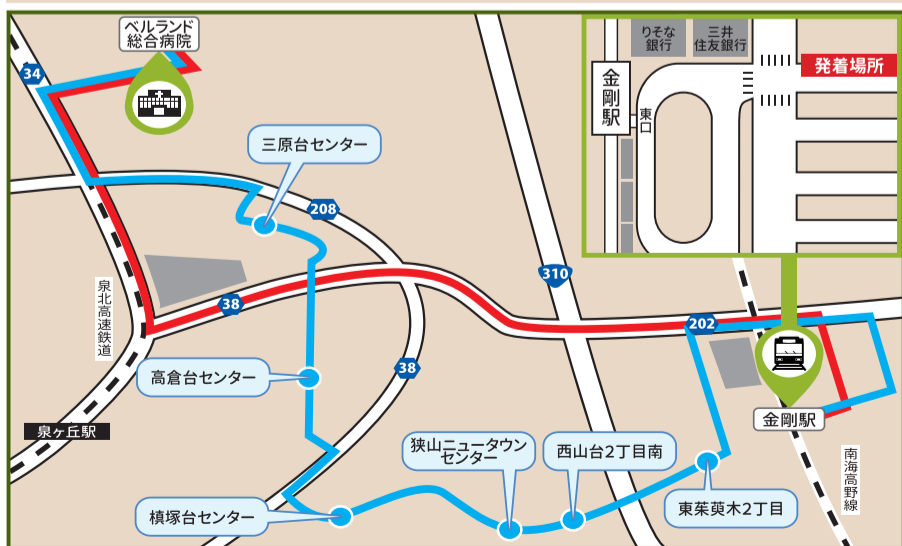 ベルランド
総合病院
34
三原台センター
208
38
泉北高速鉄道
高倉台センター
泉ヶ丘駅
38
槙塚台センター
狭山ニュータウン
センター
西山台2丁目南
東茱萸木2丁目
310
202
金剛駅
南海高野線
りそな
銀行
三井
住友銀行
発着場所
金剛駅
東口